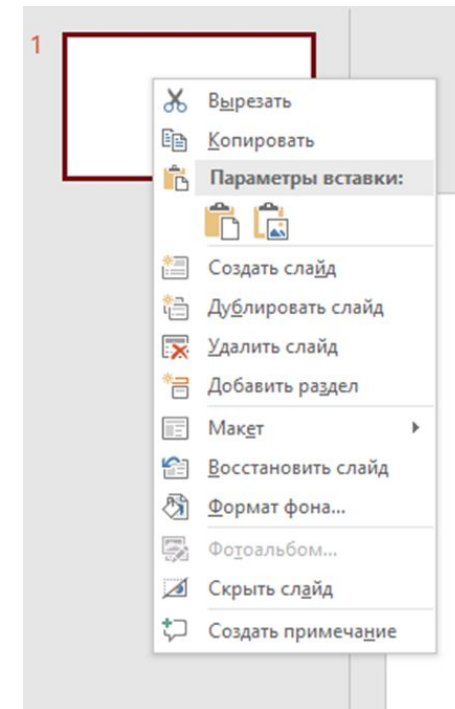 1
Вырезать
Копировать
Параметры вставки:
Создать слайд
Дублировать слайд
Удалить слайд
Добавить раздел
Макет
Восстановить слайд
Формат фона...
Фотоальбом...
Скрыть слайд
Создать примечание